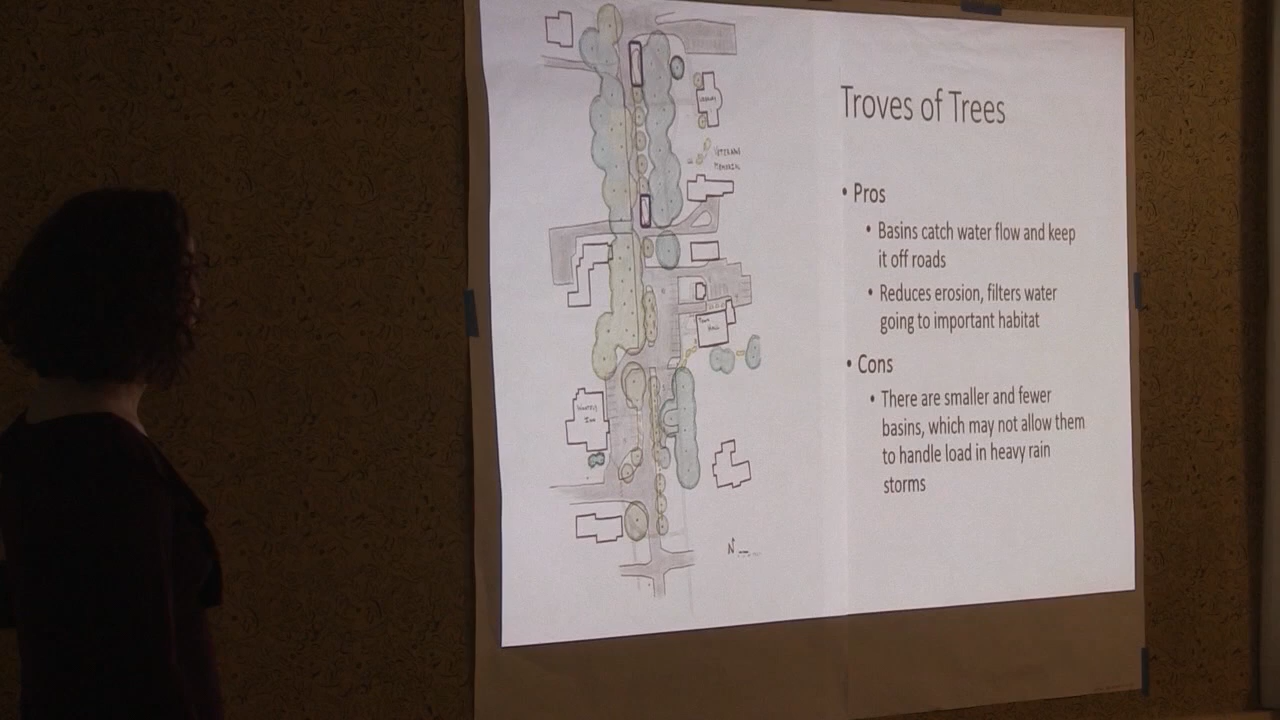 Troves of Trees
• Pros
• Basins catch water flow and keep
it off roads
• Reduces erosion, filters water
going to important habitat
• Cons
• There are smaller and fewer
basins, which may not allow them
to handle load in heavy rain
storms
Library
Veterans
Memorial
Town
Hall
Inn
N